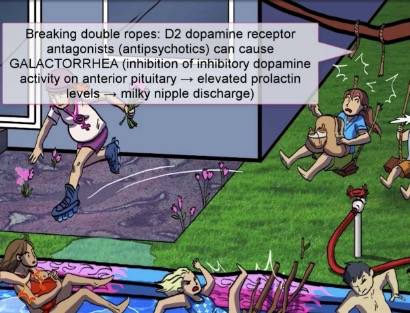 Breaking double ropes: D2 dopamine receptor
antagonists (antipsychotics) can cause
GALACTORRHEA (inhibition of inhibitory dopamine
activity on anterior pituitary → elevated prolactin
levels → milky nipple discharge)